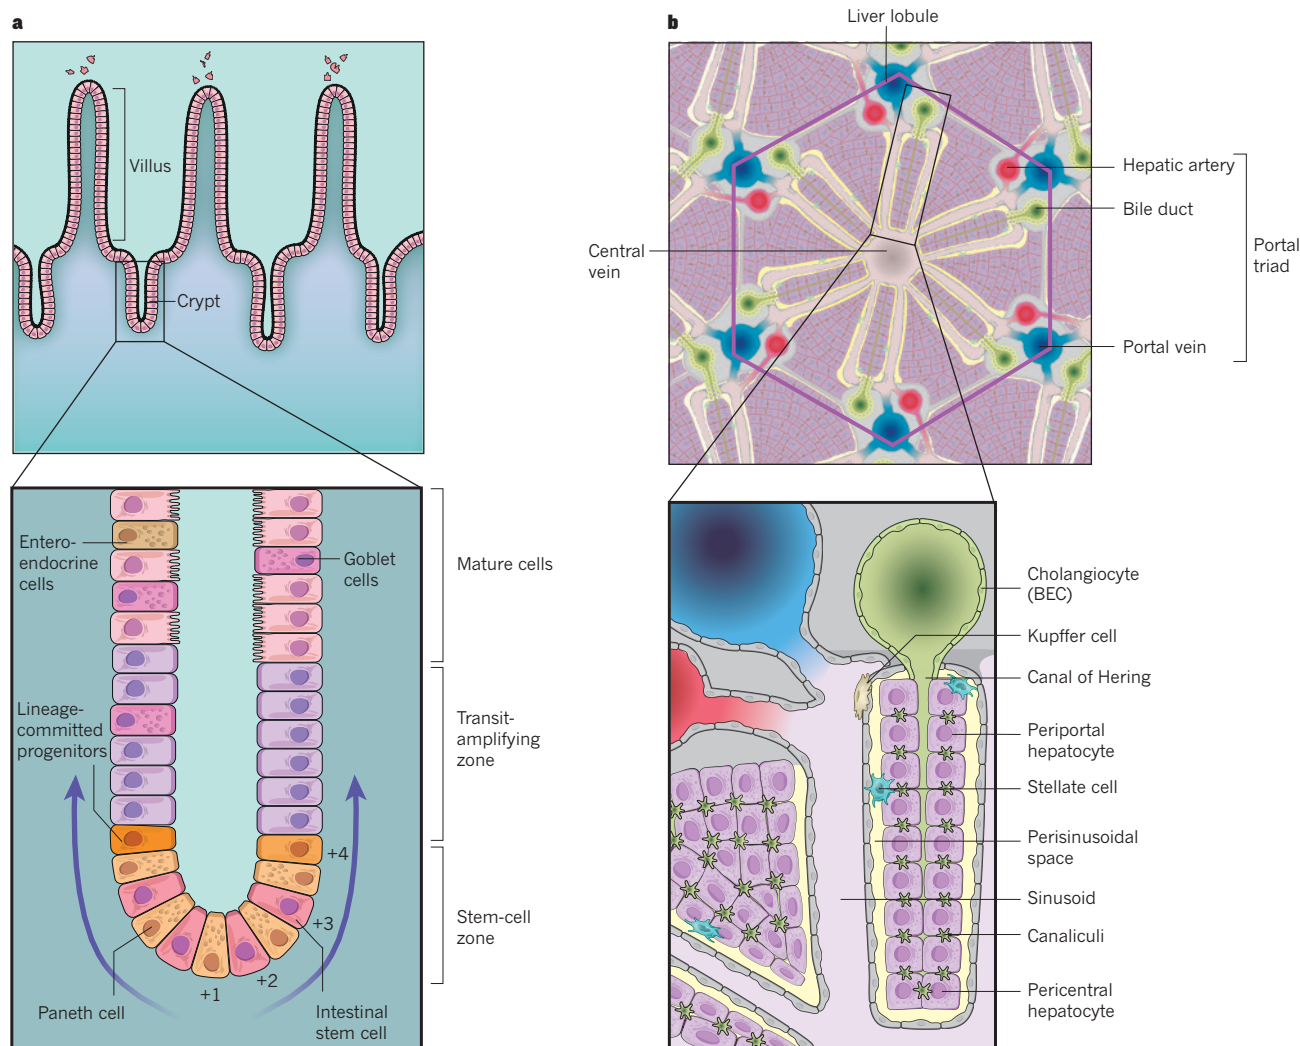 a
Villus
Crypt
Entero-
endocrine
cells
Goblet
cells
Mature cells
Lineage-
committed
progenitors
Transit-
amplifying
zone
+4
+3
+2
+1
Stem-cell
zone
Paneth cell
Intestinal
stem cell
b
Liver lobule
Central
vein
Hepatic artery
Bile duct
Portal
triad
Portal vein
Cholangiocyte
(BEC)
Kupffer cell
Canal of Hering
Periportal
hepatocyte
Stellate cell
Perisinusoidal
space
Sinusoid
Canaliculi
Pericentral
hepatocyte